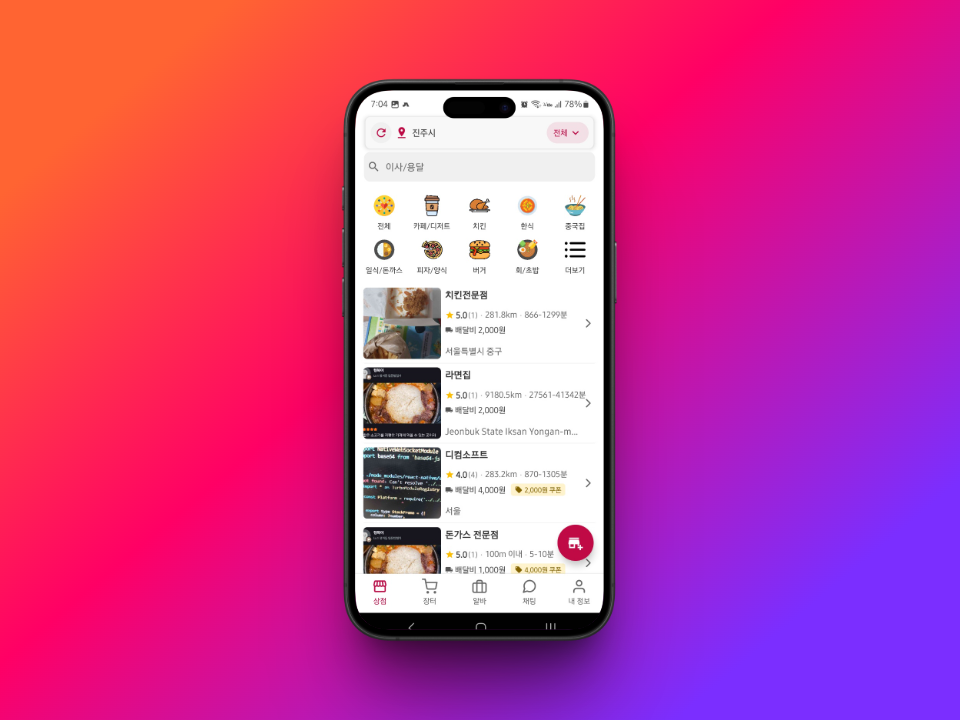 7:04 78%
진주시 전체
이사/용달
전체 카페/디저트 치킨 한식 중국집
일식/돈까스 피자/양식 버거 회/초밥 더보기
치킨전문점
5.0(1) · 281.8km · 866-1299분
배달비 2,000원
서울특별시 중구
라면집
5.0(1) · 9180.5km · 27561-41342분
배달비 2,000원
Jeonbuk State Iksan Yongan-m...
디컴소프트
4.0(4) · 283.2km · 870-1305분
배달비 4,000원 2,000원 쿠폰
서울
돈가스 전문점
5.0(1) · 100m 이내 · 5-10분
배달비 1,000원 4,000원 쿠폰
상점 장터 알바 채팅 내 정보